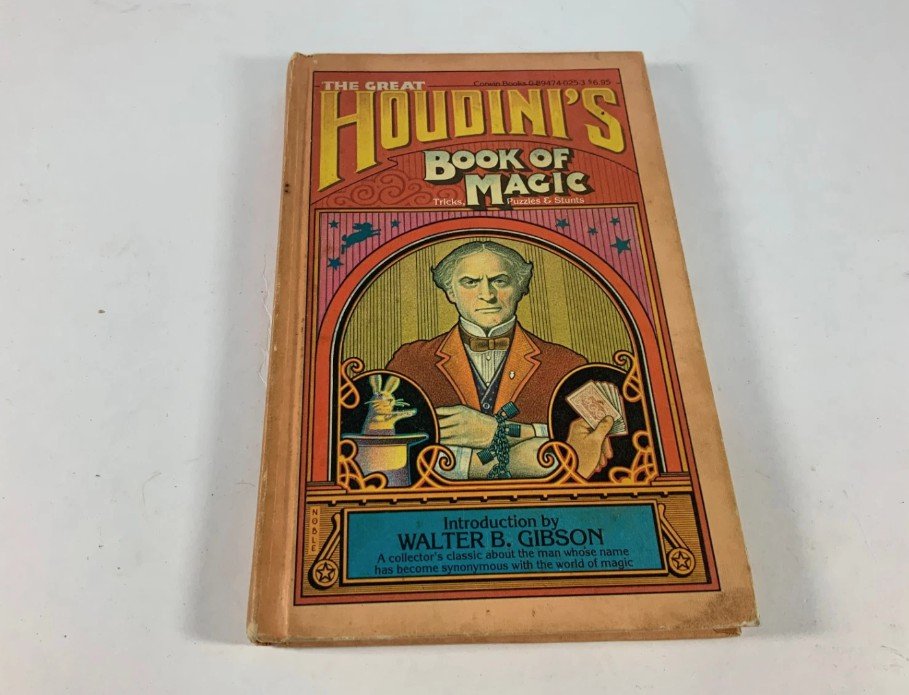 THE GREAT
Corwin Books 0-89474-025-3 $6.95
HOUDINI'S
BOOK OF
MAGIC
Tricks, Puzzles & Stunts
NOBLE
Introduction by
WALTER B. GIBSON
A collector's classic about the man whose name
has become synonymous with the world of magic